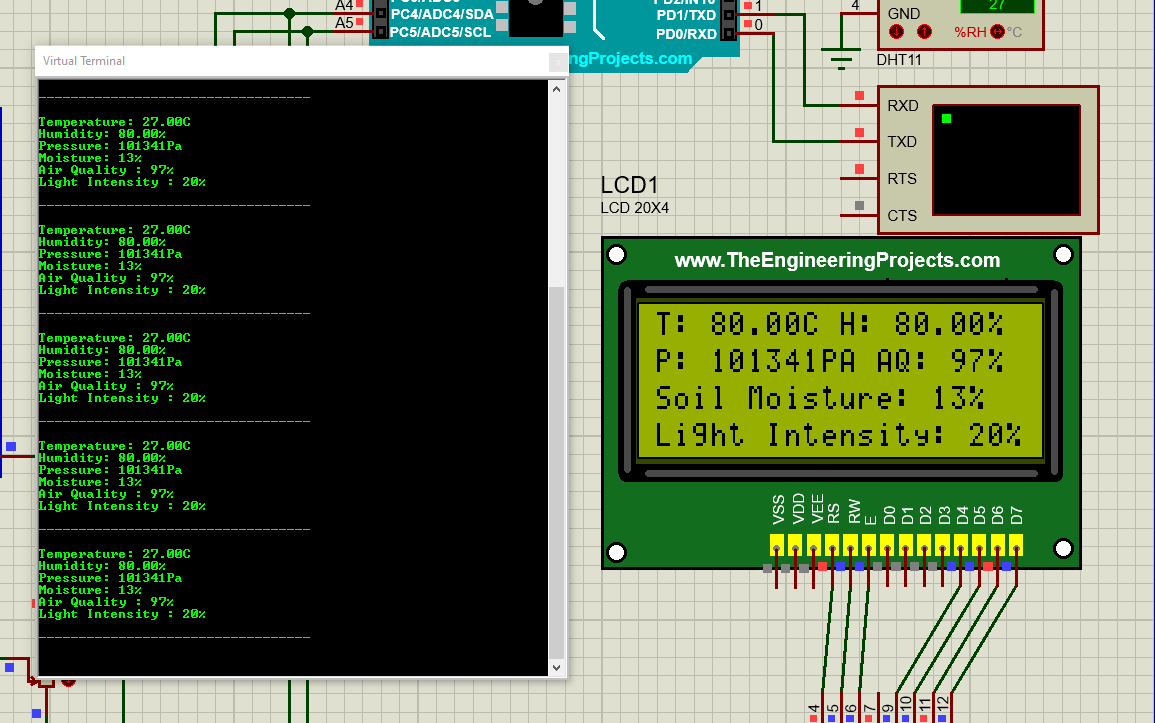 A4
A5
PC4/ADC4/SDA
PC5/ADC5/SCL
PD1/TXD
PD0/RXD
1
0
4
GND
27
%RH
°C
DHT11
ngProjects.com
Virtual Terminal
Temperature: 27.00C
Humidity: 80.00%
Pressure: 101341Pa
Moisture: 13%
Air Quality : 97%
Light Intensity : 20%
Temperature: 27.00C
Humidity: 80.00%
Pressure: 101341Pa
Moisture: 13%
Air Quality : 97%
Light Intensity : 20%
Temperature: 27.00C
Humidity: 80.00%
Pressure: 101341Pa
Moisture: 13%
Air Quality : 97%
Light Intensity : 20%
Temperature: 27.00C
Humidity: 80.00%
Pressure: 101341Pa
Moisture: 13%
Air Quality : 97%
Light Intensity : 20%
Temperature: 27.00C
Humidity: 80.00%
Pressure: 101341Pa
Moisture: 13%
Air Quality : 97%
Light Intensity : 20%
RXD
TXD
RTS
CTS
LCD1
LCD 20X4
www.TheEngineeringProjects.com
T: 80.00C H: 80.00%
P: 101341PA AQ: 97%
Soil Moisture: 13%
Light Intensity: 20%
VSS
VDD
VEE
RS
RW
E
D0
D1
D2
D3
D4
D5
D6
D7
4
5
6
7
9
10
11
12